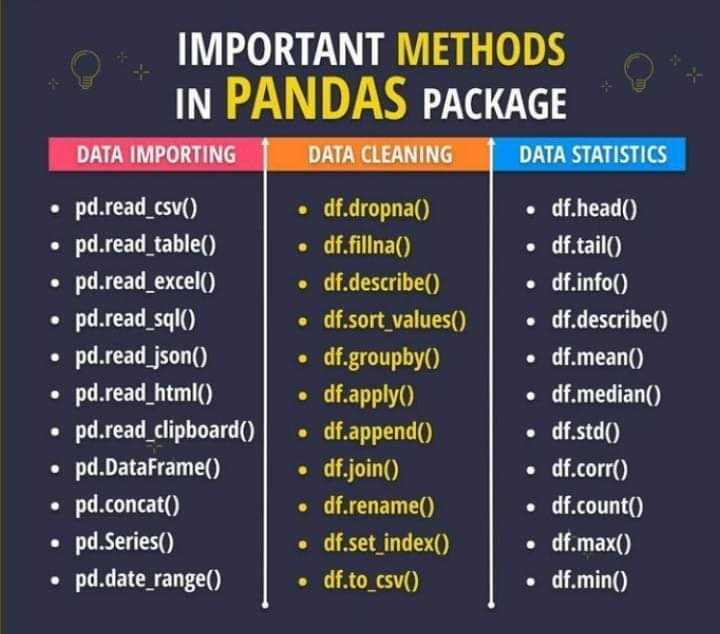 IMPORTANT METHODS
IN PANDAS PACKAGE
DATA IMPORTING
• pd.read_csv()
• pd.read_table()
• pd.read_excel()
• pd.read_sql()
• pd.read_json()
• pd.read_html()
• pd.read_clipboard()
• pd.DataFrame()
• pd.concat()
• pd.Series()
• pd.date_range()
DATA CLEANING
• df.dropna()
• df.fillna()
• df.describe()
• df.sort_values()
• df.groupby()
• df.apply()
• df.append()
• df.join()
• df.rename()
• df.set_index()
• df.to_csv()
DATA STATISTICS
• df.head()
• df.tail()
• df.info()
• df.describe()
• df.mean()
• df.median()
• df.std()
• df.corr()
• df.count()
• df.max()
• df.min()